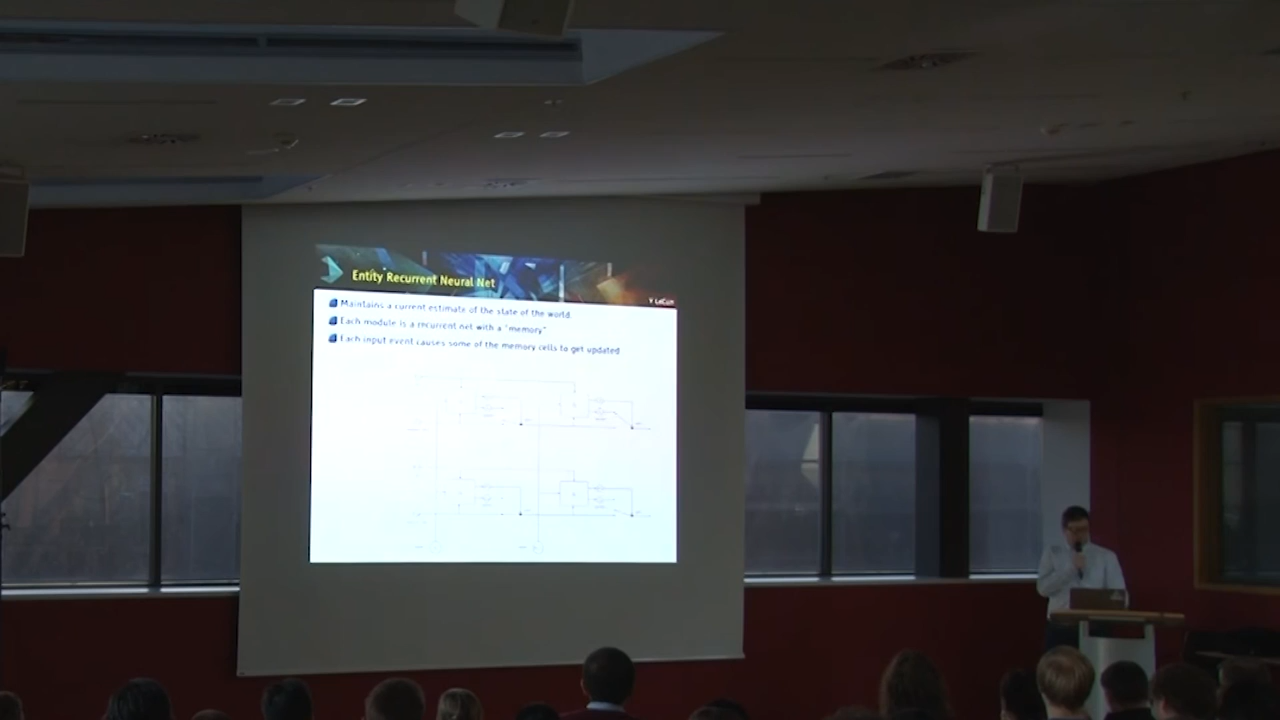 Entity Recurrent Neural Net
Y LeCun
Maintains a current estimate of the state of the world.
Each module is a recurrent net with a "memory"
Each input event causes some of the memory cells to get updated